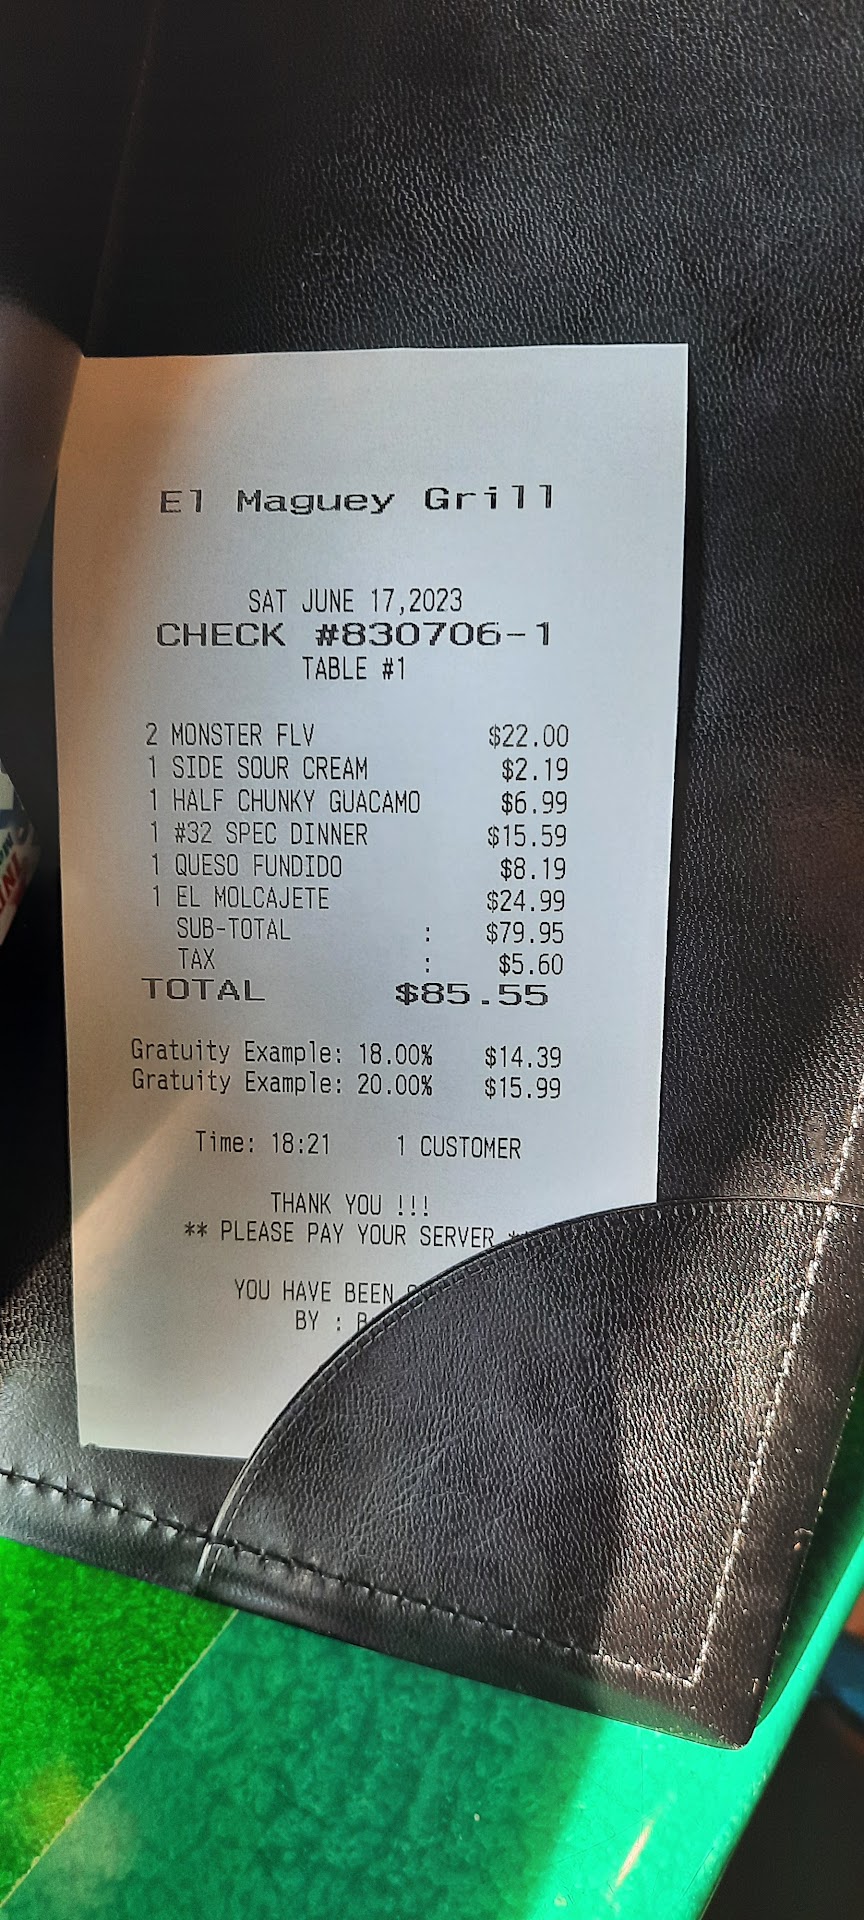 El Maguey Grill
SAT JUNE 17,2023
CHECK #830706-1
TABLE #1
2 MONSTER FLV $22.00
1 SIDE SOUR CREAM $2.19
1 HALF CHUNKY GUACAMO $6.99
1 #32 SPEC DINNER $15.59
1 QUESO FUNDIDO $8.19
1 EL MOLCAJETE $24.99
SUB-TOTAL : $79.95
TAX : $5.60
TOTAL $85.55
Gratuity Example: 18.00% $14.39
Gratuity Example: 20.00% $15.99
Time: 18:21 1 CUSTOMER
THANK YOU !!!
** PLEASE PAY YOUR SERVER
YOU HAVE BEEN
BY :